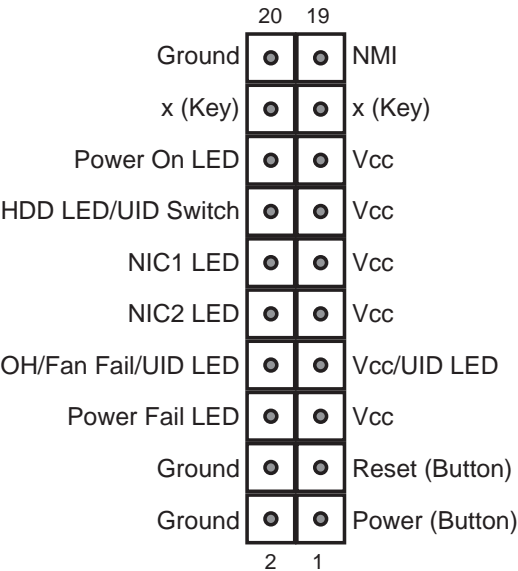 20 19
Ground NMI
x (Key) x (Key)
Power On LED Vcc
HDD LED/UID Switch Vcc
NIC1 LED Vcc
NIC2 LED Vcc
OH/Fan Fail/UID LED Vcc/UID LED
Power Fail LED Vcc
Ground Reset (Button)
Ground Power (Button)
2 1